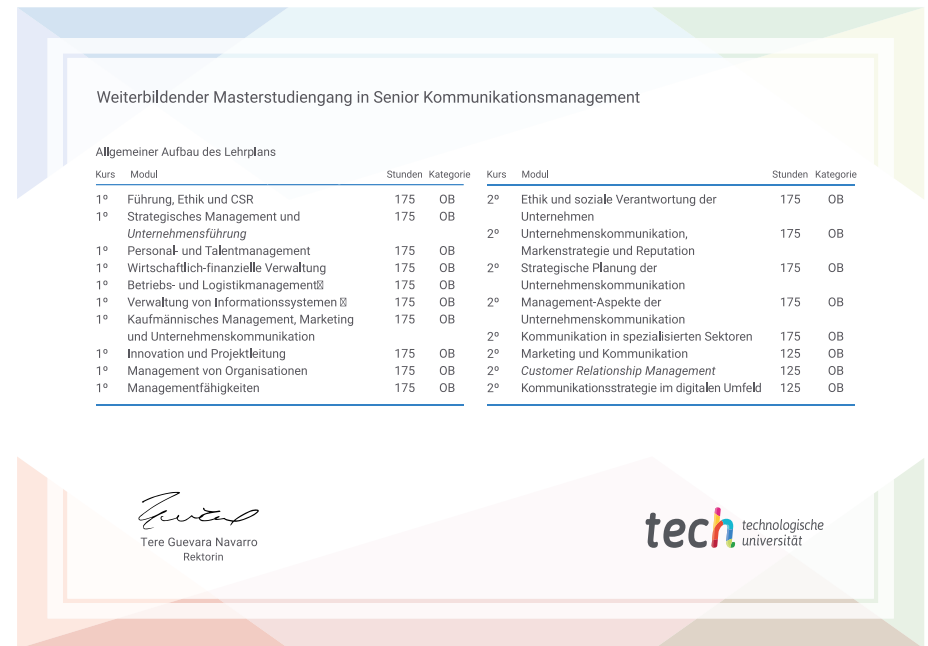 Weiterbildender Masterstudiengang in Senior Kommunikationsmanagement
Allgemeiner Aufbau des Lehrplans
Kurs Modul Stunden Kategorie
1º Führung, Ethik und CSR 175 OB
1º Strategisches Management und 175 OB
Unternehmensführung
1º Personal- und Talentmanagement 175 OB
1º Wirtschaftlich-finanzielle Verwaltung 175 OB
1º Betriebs- und Logistikmanagement 175 OB
1º Verwaltung von Informationssystemen 175 OB
1º Kaufmännisches Management, Marketing 175 OB
und Unternehmenskommunikation
1º Innovation und Projektleitung 175 OB
1º Management von Organisationen 175 OB
1º Managementfähigkeiten 175 OB
Kurs Modul Stunden Kategorie
2º Ethik und soziale Verantwortung der 175 OB
Unternehmen
2º Unternehmenskommunikation, 175 OB
Markenstrategie und Reputation
2º Strategische Planung der 175 OB
Unternehmenskommunikation
2º Management-Aspekte der 175 OB
Unternehmenskommunikation
2º Kommunikation in spezialisierten Sektoren 175 OB
2º Marketing und Kommunikation 125 OB
2º Customer Relationship Management 125 OB
2º Kommunikationsstrategie im digitalen Umfeld 125 OB
Tere Guevara Navarro
Rektorin
tech technologische
universität